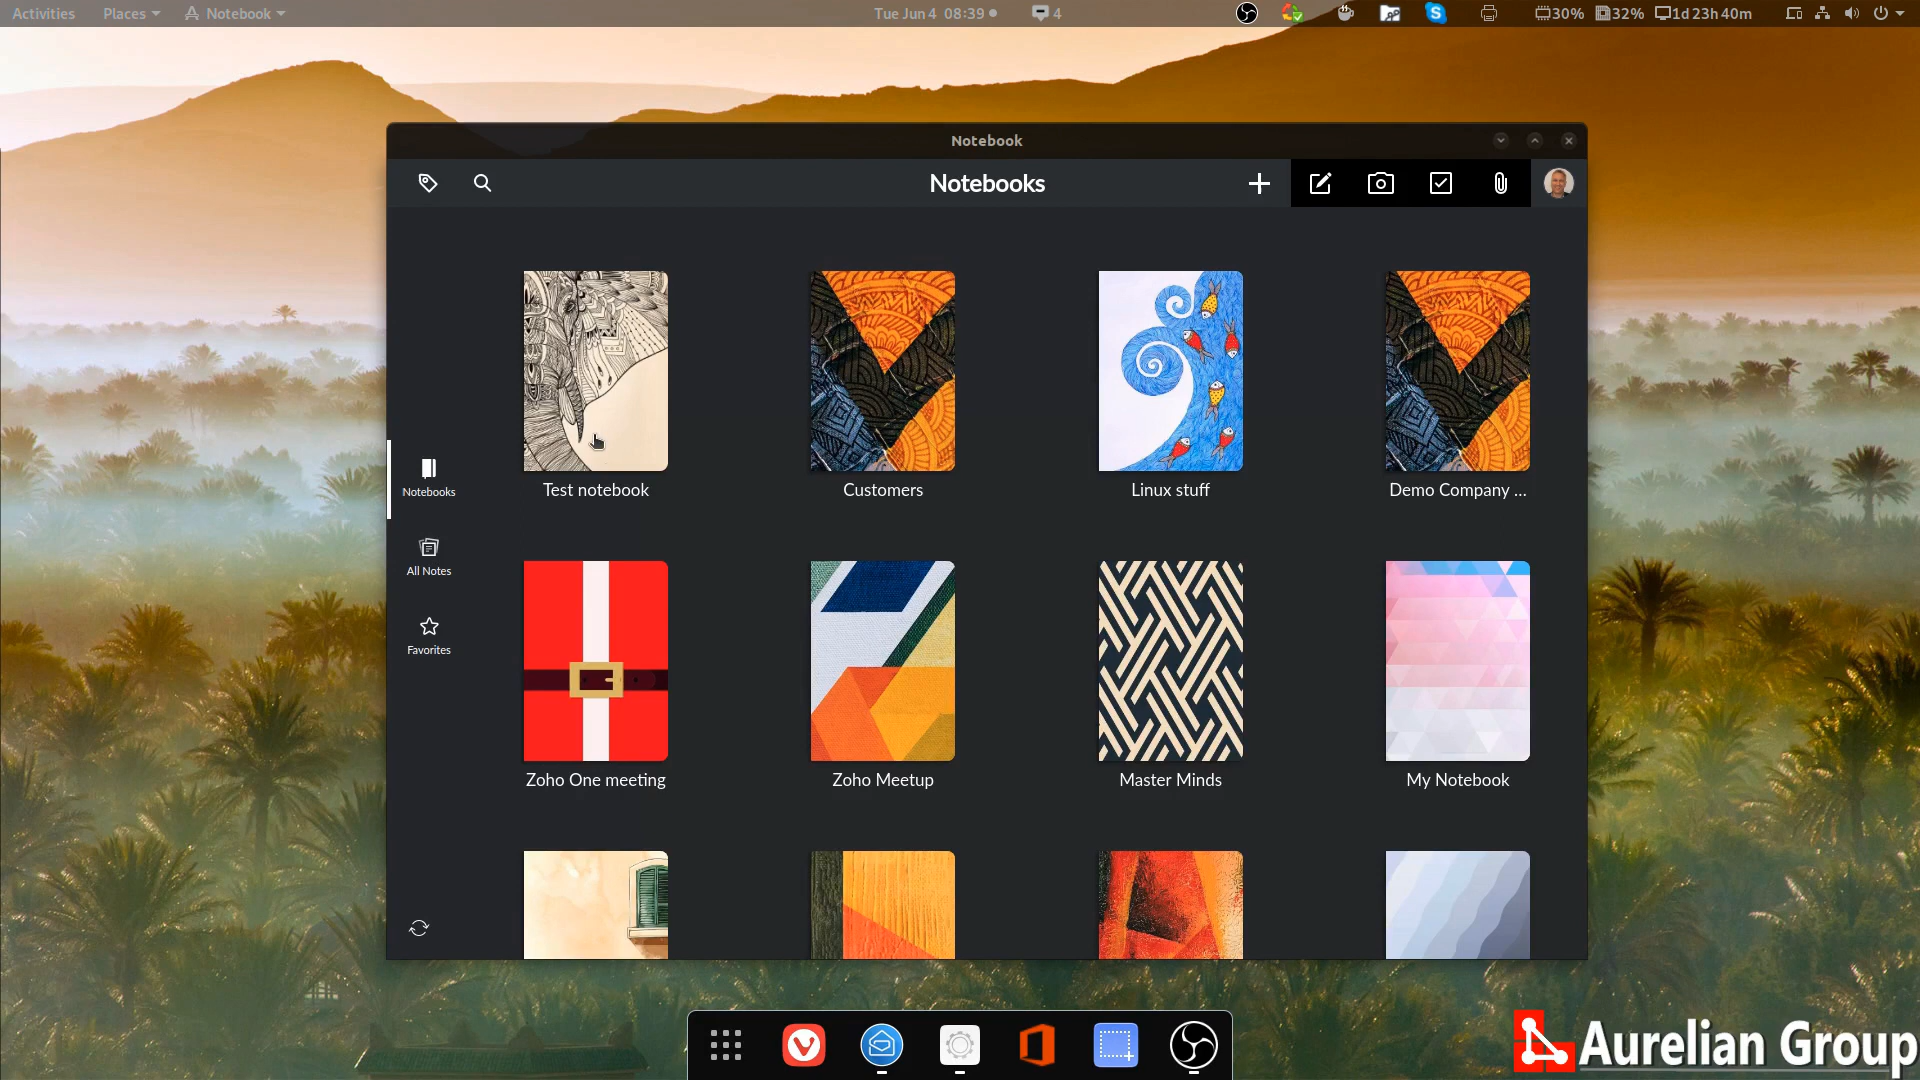 Activities Places Notebook Tue Jun 4 08:39 4 30% 32% 1d 23h 40m
Notebook
Notebooks
Test notebook Customers Linux stuff Demo Company ...
Notebooks
All Notes
Favorites
Zoho One meeting Zoho Meetup Master Minds My Notebook
Aurelian Group